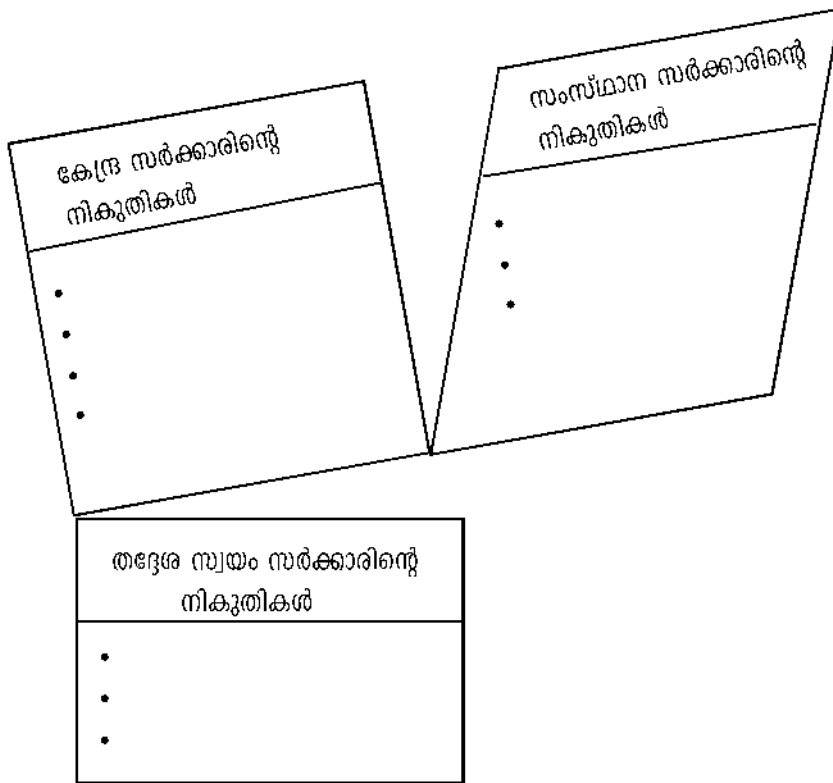 കേന്ദ്ര സർക്കാരിന്റെ
നികുതികൾ
സംസ്ഥാന സർക്കാരിന്റെ
നികുതികൾ
തദ്ദേശ സ്വയം സർക്കാരിന്റെ
നികുതികൾ